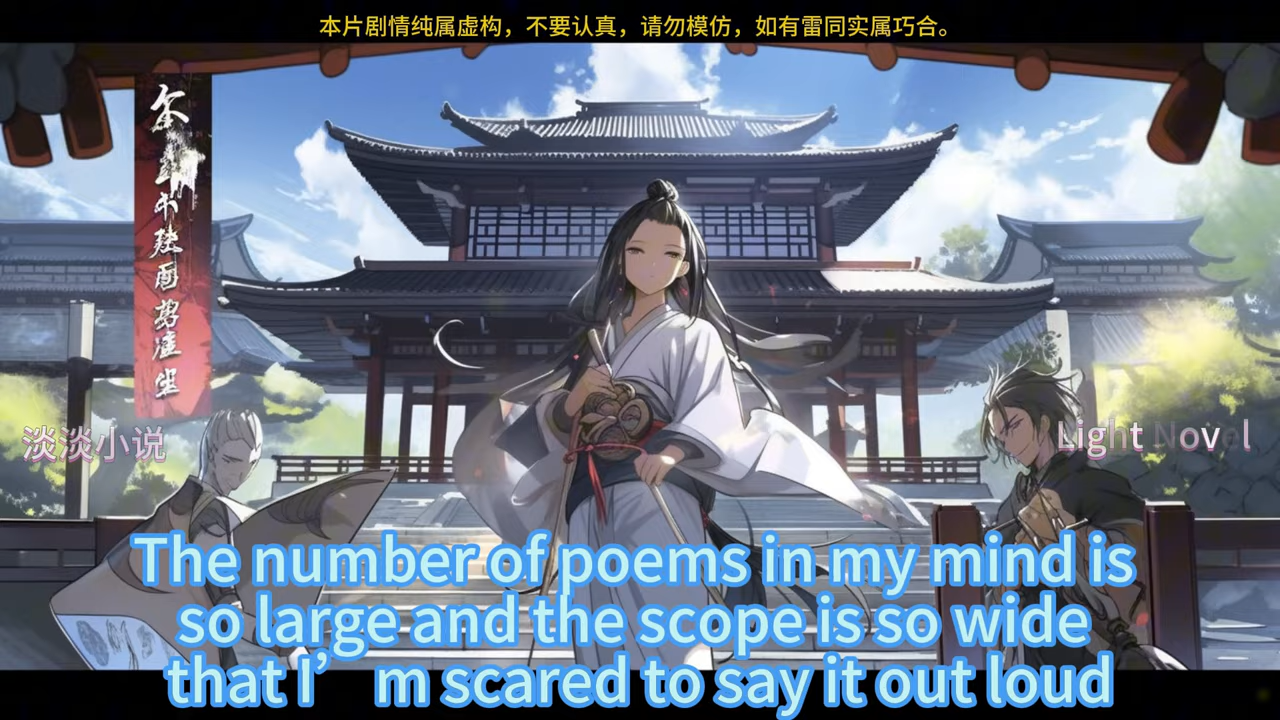 本片剧情纯属虚构，不要认真，请勿模仿，如有雷同实属巧合。
淡淡小说
Light Novel
The number of poems in my mind is
so large and the scope is so wide
that I’m scared to say it out loud